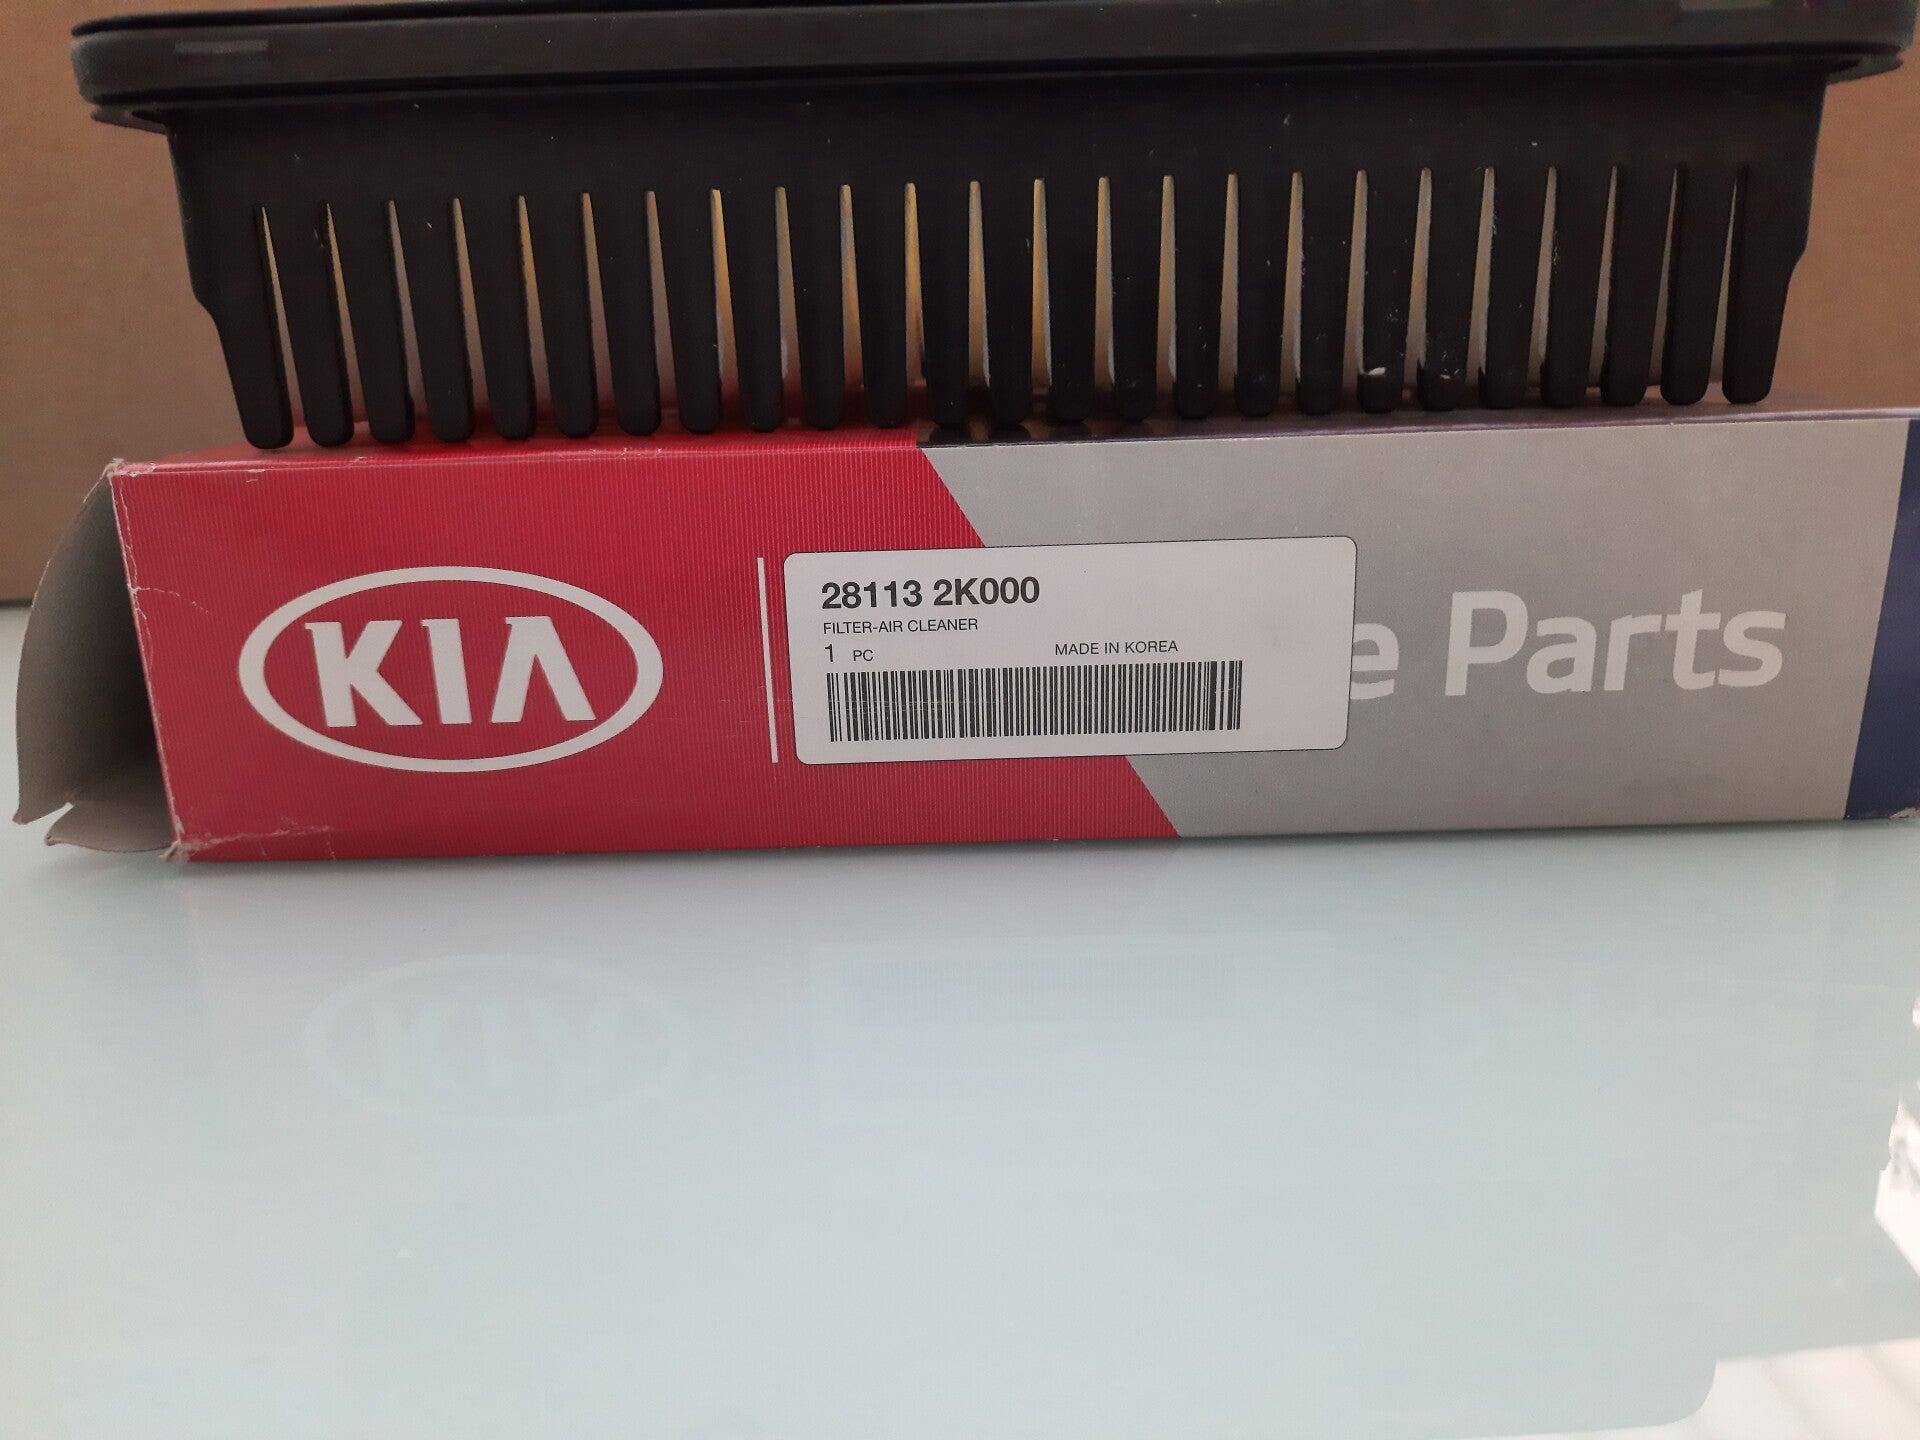 KIA
28113 2K000
FILTER-AIR CLEANER
1 PC
MADE IN KOREA
e Parts